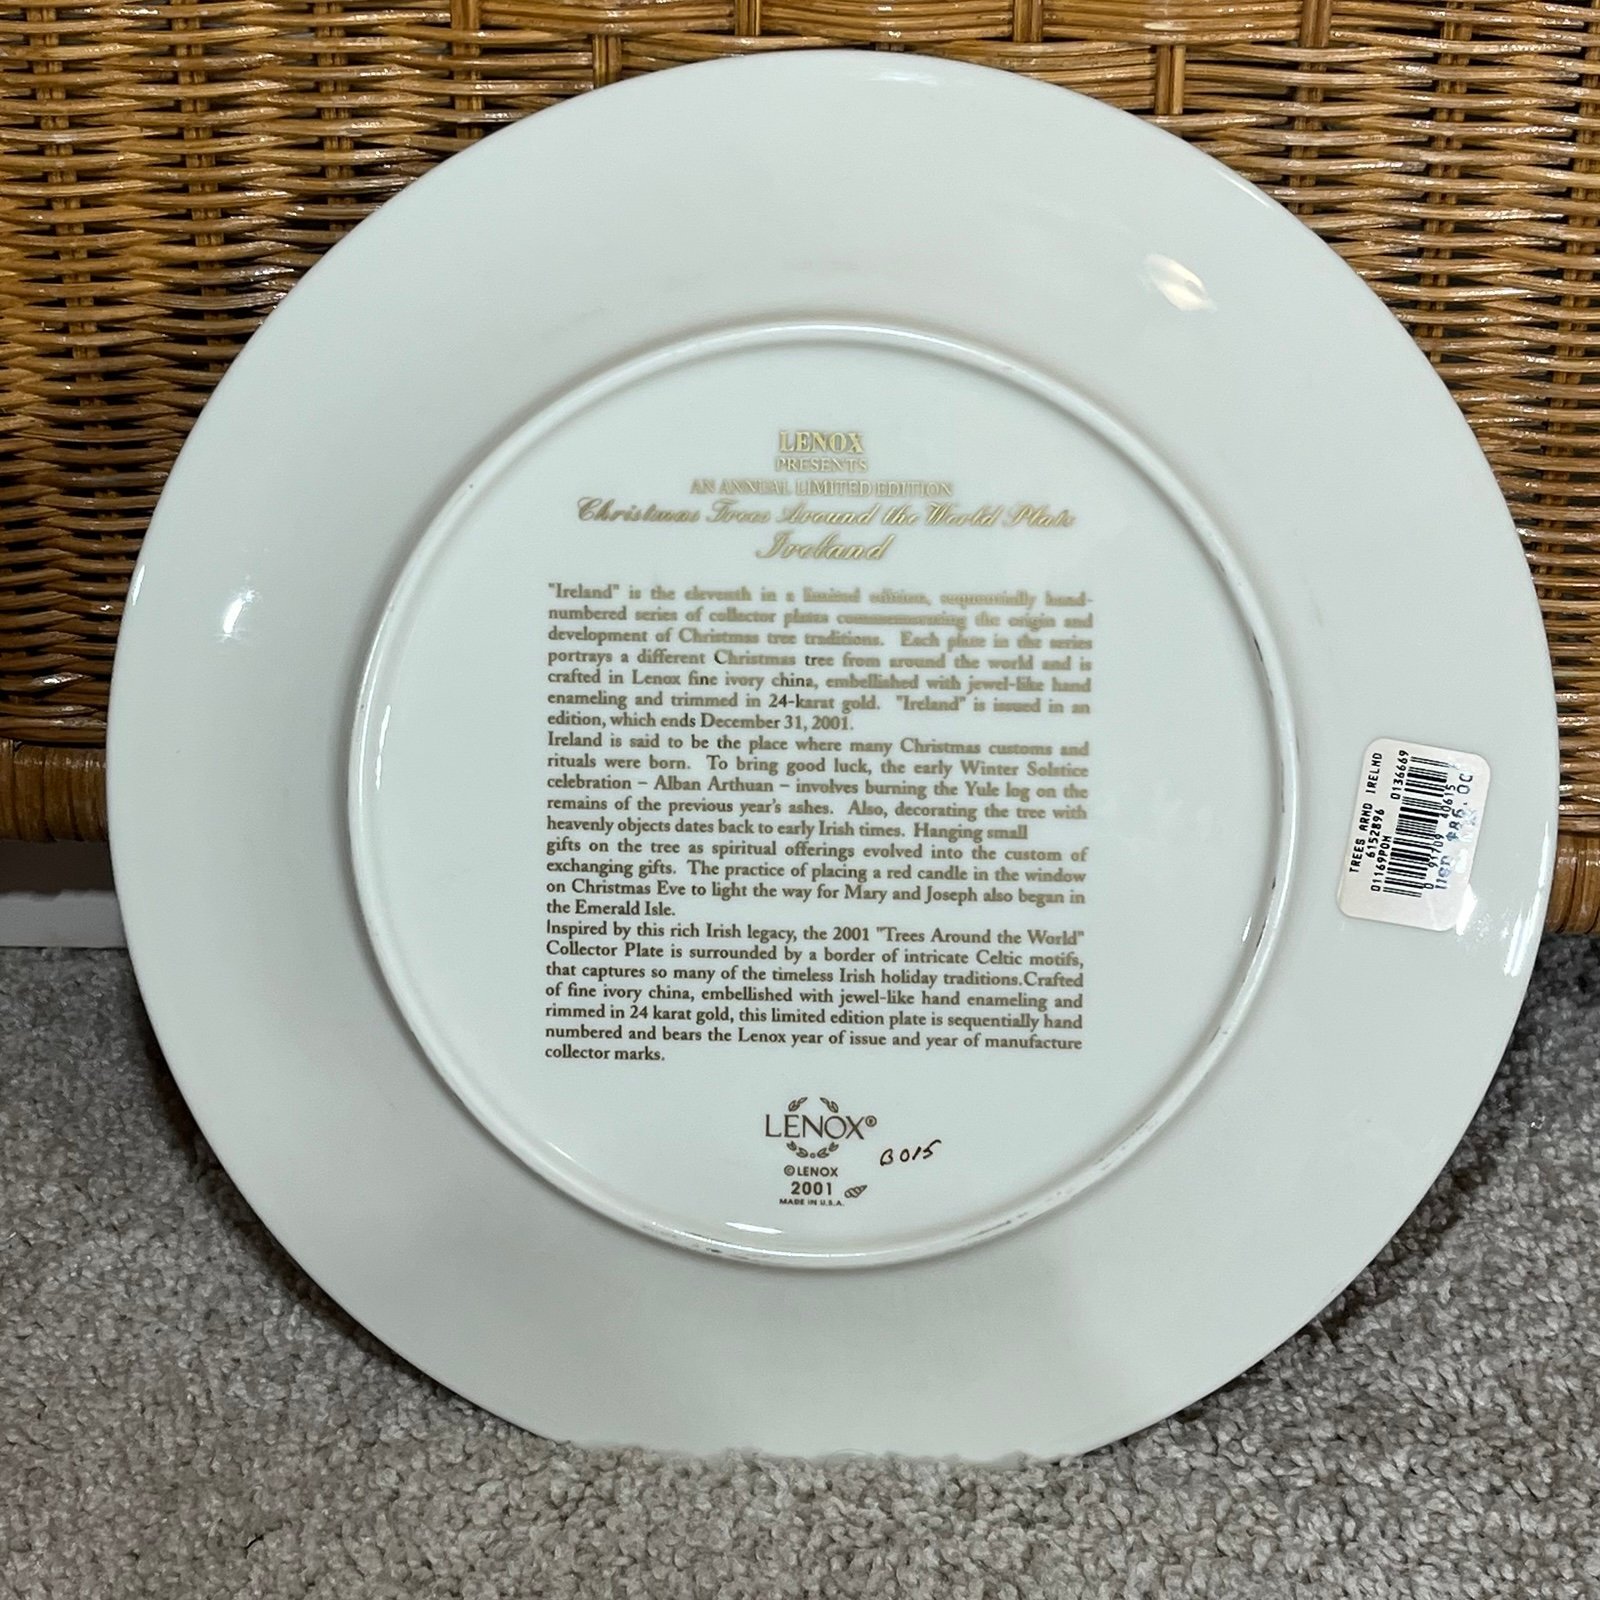 LENOX
PRESENTS
AN ANNUAL LIMITED EDITION
Christmas Trees Around the World Plate
Ireland
"Ireland" is the eleventh in a limited edition, sequentially hand-
numbered series of collector plates commemorating the origin and
development of Christmas tree traditions. Each plate in the series
portrays a different Christmas tree from around the world and is
crafted in Lenox fine ivory china, embellished with jewel-like hand
enameling and trimmed in 24-karat gold. "Ireland" is issued in an
edition, which ends December 31, 2001.
Ireland is said to be the place where many Christmas customs and
rituals were born. To bring good luck, the early Winter Solstice
celebration – Alban Arthuan – involves burning the Yule log on the
remains of the previous year's ashes. Also, decorating the tree with
heavenly objects dates back to early Irish times. Hanging small
gifts on the tree as spiritual offerings evolved into the custom of
exchanging gifts. The practice of placing a red candle in the window
on Christmas Eve to light the way for Mary and Joseph also began in
the Emerald Isle.
Inspired by this rich Irish legacy, the 2001 "Trees Around the World"
Collector Plate is surrounded by a border of intricate Celtic motifs,
that captures so many of the timeless Irish holiday traditions.Crafted
of fine ivory china, embellished with jewel-like hand enameling and
rimmed in 24 karat gold, this limited edition plate is sequentially hand
numbered and bears the Lenox year of issue and year of manufacture
collector marks.
LENOX®
B015
©LENOX
2001
MADE IN U.S.A.
TREES ARND IRELND
6152896
01169POM 0136669
0 91709 40615